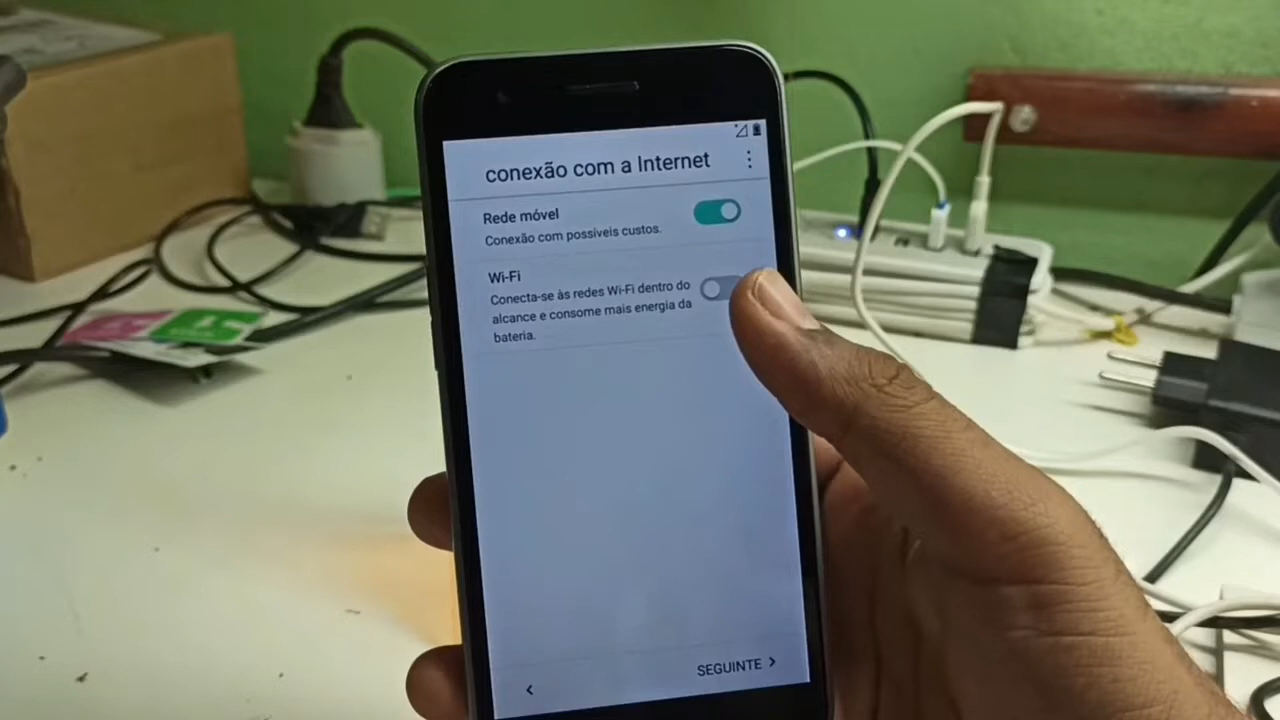 conexão com a Internet
Rede móvel
Conexão com possiveis custos.
Wi-Fi
Conecta-se às redes Wi-Fi dentro do
alcance e consome mais energia da
bateria.
SEGUINTE